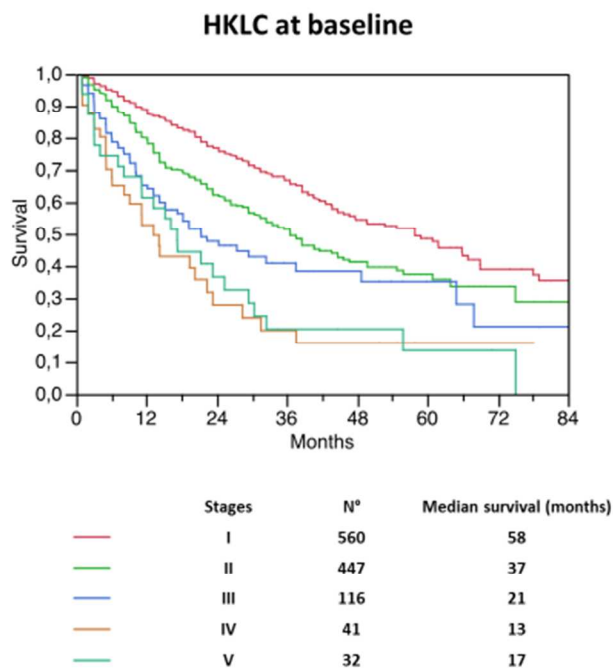 HKLC at baseline
1,0
0,9
0,8
0,7
0,6
0,5
0,4
0,3
0,2
0,1
0,0
Survival
0 12 24 36 48 60 72 84
Months
Stages N° Median survival (months)
I 560 58
II 447 37
III 116 21
IV 41 13
V 32 17